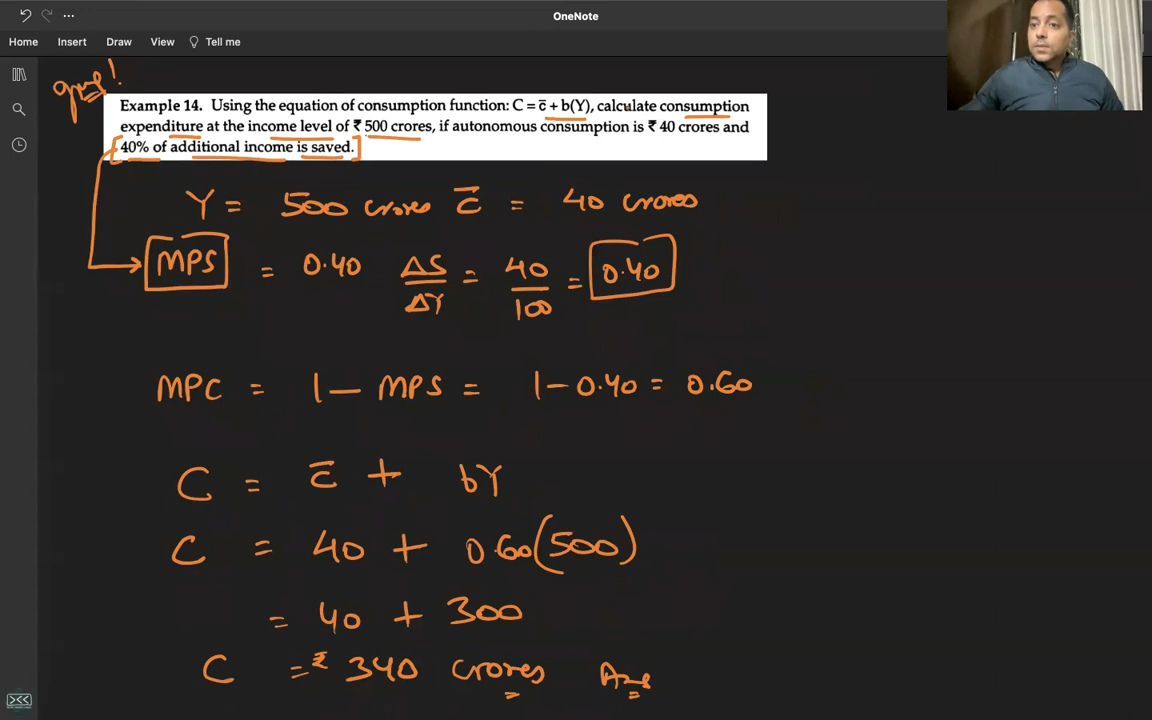 OneNote
Home Insert Draw View Tell me
Ques!
Example 14. Using the equation of consumption function: C = c̅ + b(Y), calculate consumption
expenditure at the income level of ₹ 500 crores, if autonomous consumption is ₹ 40 crores and
40% of additional income is saved.
Y = 500 crores c̅ = 40 crores
MPS = 0.40 ΔS/ΔY = 40/100 = 0.40
MPC = 1 - MPS = 1 - 0.40 = 0.60
C = c̅ + bY
C = 40 + 0.60(500)
= 40 + 300
C = ₹ 340 crores Ans